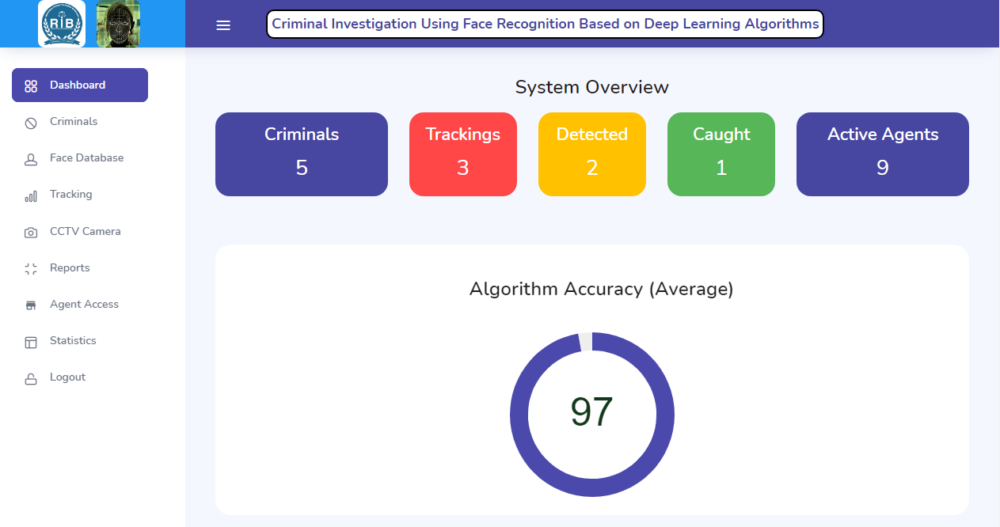 RIB
Criminal Investigation Using Face Recognition Based on Deep Learning Algorithms
Dashboard
Criminals
Face Database
Tracking
CCTV Camera
Reports
Agent Access
Statistics
Logout
System Overview
Criminals
5
Trackings
3
Detected
2
Caught
1
Active Agents
9
Algorithm Accuracy (Average)
97